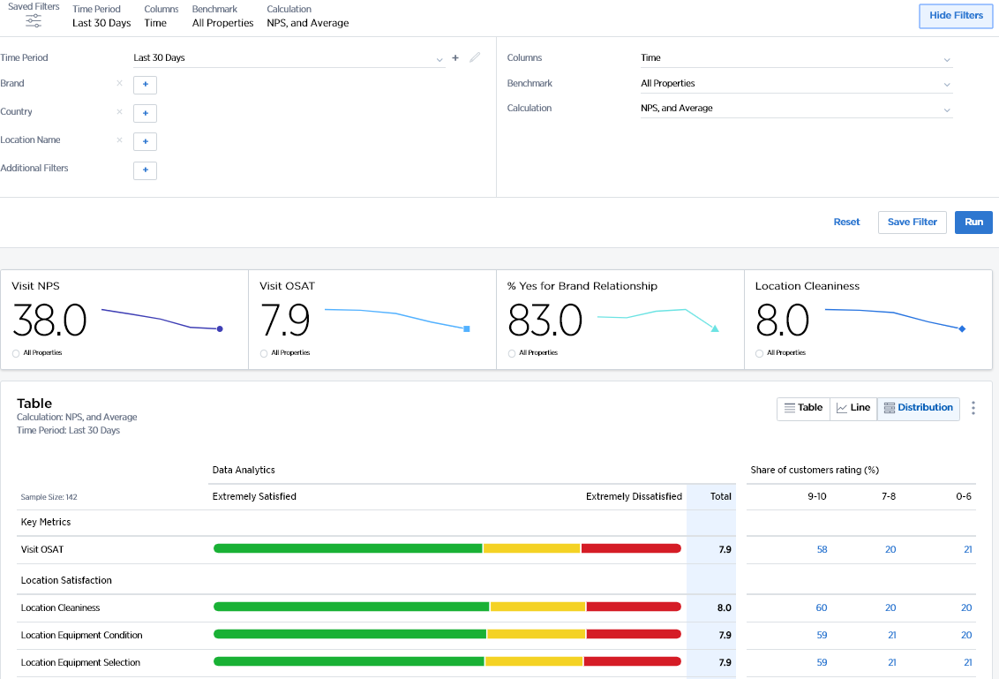 Saved Filters
Time Period Columns Benchmark Calculation
Last 30 Days Time All Properties NPS, and Average
Hide Filters
Time Period Last 30 Days +
Brand × +
Country × +
Location Name × +
Additional Filters +
Columns Time
Benchmark All Properties
Calculation NPS, and Average
Reset Save Filter Run
Visit NPS
38.0
All Properties
Visit OSAT
7.9
All Properties
% Yes for Brand Relationship
83.0
All Properties
Location Cleaniness
8.0
All Properties
Table
Calculation: NPS, and Average
Time Period: Last 30 Days
Table Line Distribution
Data Analytics Share of customers rating (%)
Sample Size: 142 Extremely Satisfied Extremely Dissatisfied Total 9-10 7-8 0-6
Key Metrics
Visit OSAT 7.9 58 20 21
Location Satisfaction
Location Cleaniness 8.0 60 20 20
Location Equipment Condition 7.9 59 21 20
Location Equipment Selection 7.9 59 21 21